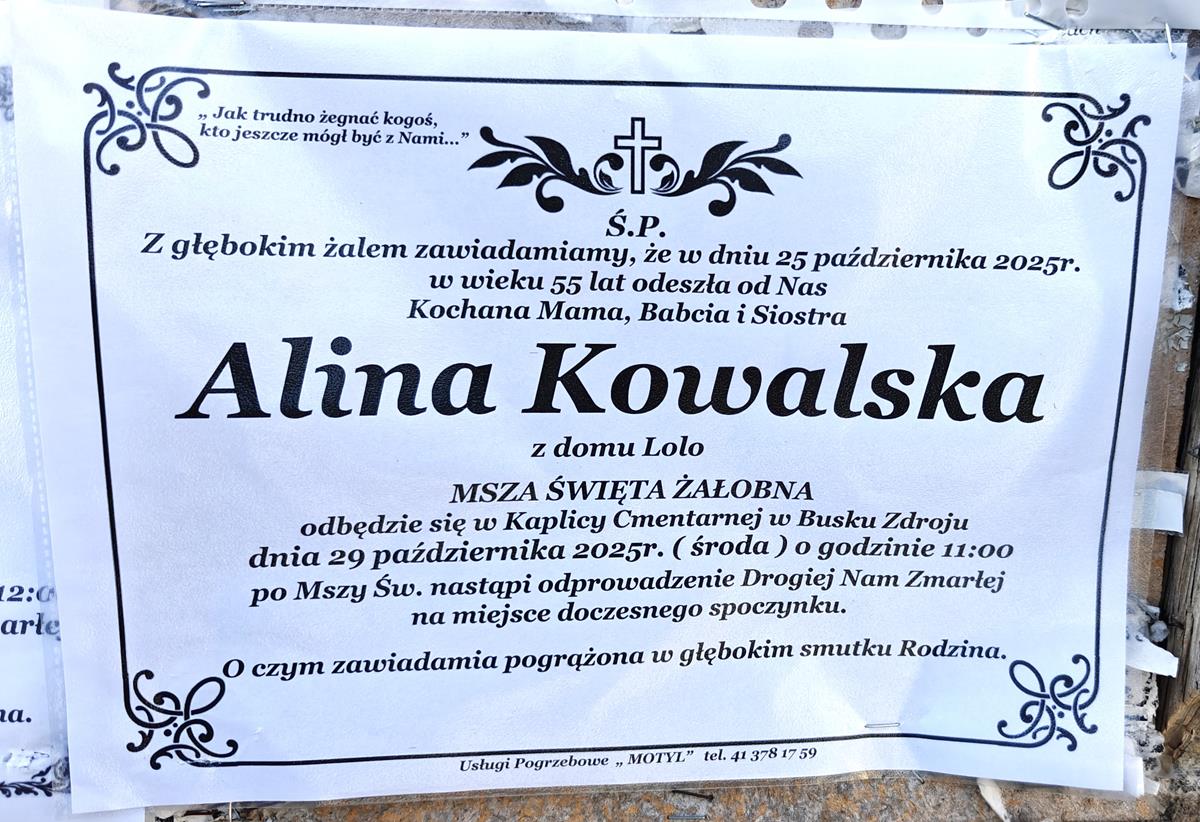 „ Jak trudno żegnać kogoś,
kto jeszcze mógł być z Nami..."
Ś.P.
Z głębokim żalem zawiadamiamy, że w dniu 25 października 2025r.
w wieku 55 lat odeszła od Nas
Kochana Mama, Babcia i Siostra
Alina Kowalska
z domu Lolo
MSZA ŚWIĘTA ŻAŁOBNA
odbędzie się w Kaplicy Cmentarnej w Busku Zdroju
dnia 29 października 2025r. ( środa ) o godzinie 11:00
po Mszy Św. nastąpi odprowadzenie Drogiej Nam Zmarłej
na miejsce doczesnego spoczynku.
O czym zawiadamia pogrążona w głębokim smutku Rodzina.
Usługi Pogrzebowe „ MOTYL" tel. 41 378 17 59